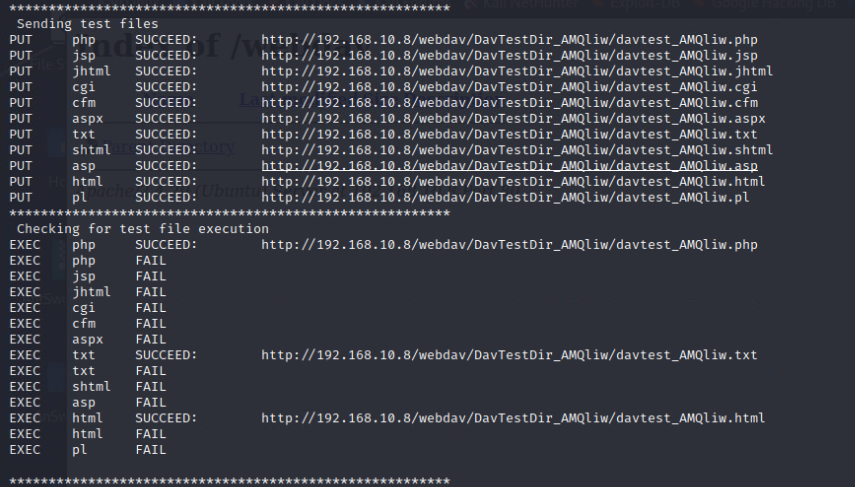 Kali NetHunter Exploit-DB Google Hacking DB
********************************************************
Sending test files
PUT php SUCCEED: http://192.168.10.8/webdav/DavTestDir_AMQliw/davtest_AMQliw.php
PUT jsp SUCCEED: http://192.168.10.8/webdav/DavTestDir_AMQliw/davtest_AMQliw.jsp
PUT jhtml SUCCEED: http://192.168.10.8/webdav/DavTestDir_AMQliw/davtest_AMQliw.jhtml
PUT cgi SUCCEED: http://192.168.10.8/webdav/DavTestDir_AMQliw/davtest_AMQliw.cgi
PUT cfm SUCCEED: http://192.168.10.8/webdav/DavTestDir_AMQliw/davtest_AMQliw.cfm
PUT aspx SUCCEED: http://192.168.10.8/webdav/DavTestDir_AMQliw/davtest_AMQliw.aspx
PUT txt SUCCEED: http://192.168.10.8/webdav/DavTestDir_AMQliw/davtest_AMQliw.txt
PUT shtml SUCCEED: http://192.168.10.8/webdav/DavTestDir_AMQliw/davtest_AMQliw.shtml
PUT asp SUCCEED: http://192.168.10.8/webdav/DavTestDir_AMQliw/davtest_AMQliw.asp
PUT html SUCCEED: http://192.168.10.8/webdav/DavTestDir_AMQliw/davtest_AMQliw.html
PUT pl SUCCEED: http://192.168.10.8/webdav/DavTestDir_AMQliw/davtest_AMQliw.pl
********************************************************
Checking for test file execution
EXEC php SUCCEED: http://192.168.10.8/webdav/DavTestDir_AMQliw/davtest_AMQliw.php
EXEC php FAIL
EXEC jsp FAIL
EXEC jhtml FAIL
EXEC cgi FAIL
EXEC cfm FAIL
EXEC aspx FAIL
EXEC txt SUCCEED: http://192.168.10.8/webdav/DavTestDir_AMQliw/davtest_AMQliw.txt
EXEC txt FAIL
EXEC shtml FAIL
EXEC asp FAIL
EXEC html SUCCEED: http://192.168.10.8/webdav/DavTestDir_AMQliw/davtest_AMQliw.html
EXEC html FAIL
EXEC pl FAIL
********************************************************